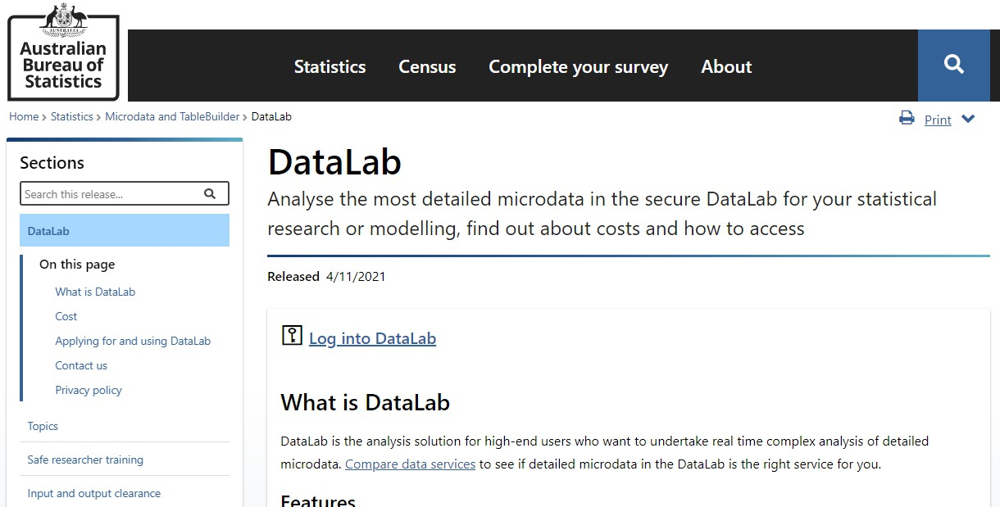 AUSTRALIA
Australian
Bureau of
Statistics
Statistics
Census
Complete your survey
About
Home > Statistics > Microdata and TableBuilder > DataLab
Print
Sections
Search this release...
DataLab
On this page
What is DataLab
Cost
Applying for and using DataLab
Contact us
Privacy policy
Topics
Safe researcher training
Input and output clearance
DataLab
Analyse the most detailed microdata in the secure DataLab for your statistical
research or modelling, find out about costs and how to access
Released 4/11/2021
Log into DataLab
What is DataLab
DataLab is the analysis solution for high-end users who want to undertake real time complex analysis of detailed
microdata. Compare data services to see if detailed microdata in the DataLab is the right service for you.
Features